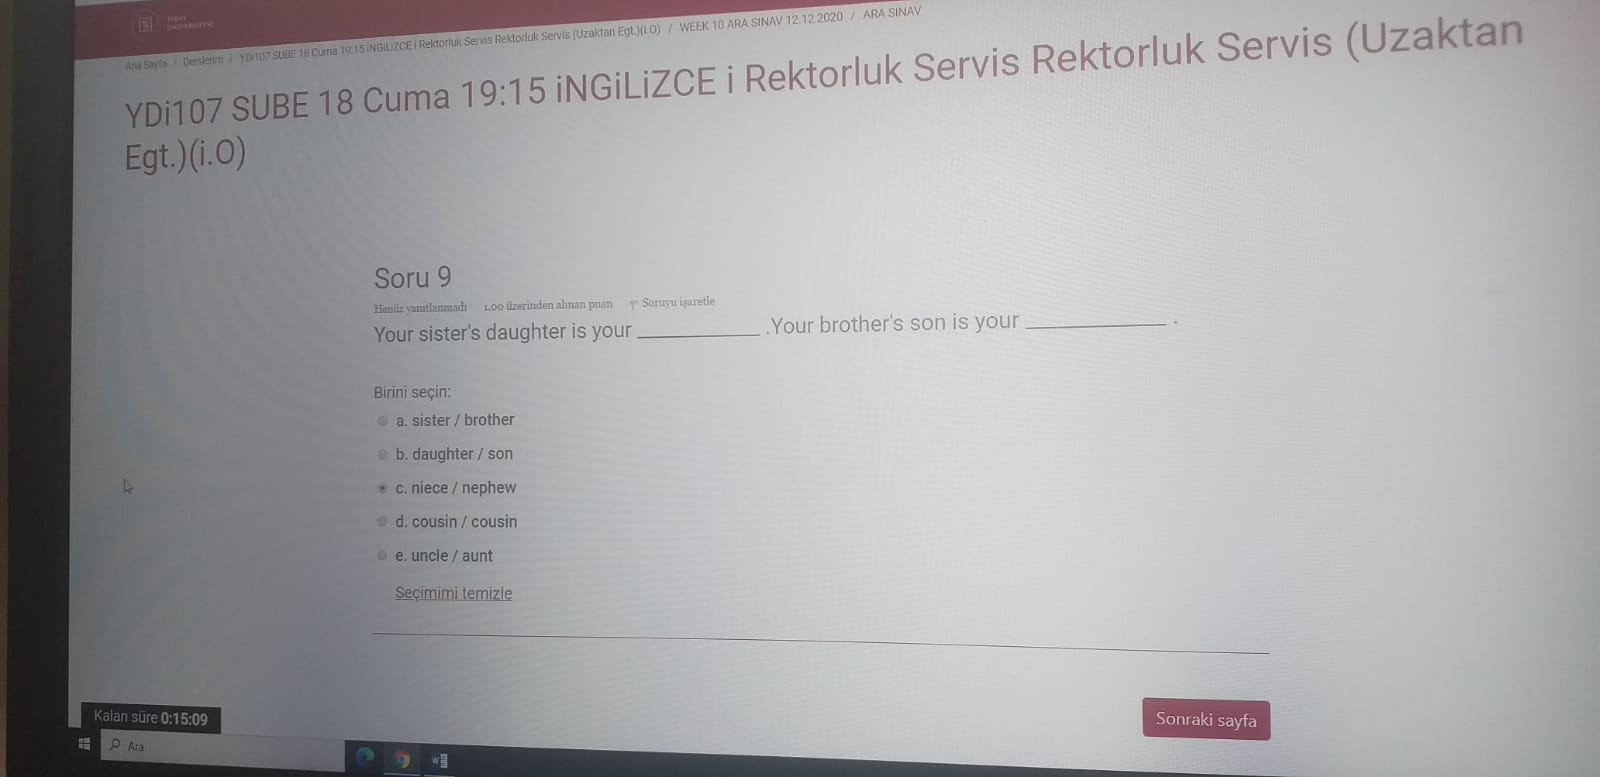 Ana Sayfa / Derslerim / YDİ107 SUBE 18 Cuma 19:15 iNGiLiZCE i Rektorluk Servis Rektorluk Servis (Uzaktan Egt.)(i.O) / WEEK 10 ARA SINAV 12.12.2020 / ARA SINAV
YDi107 SUBE 18 Cuma 19:15 iNGiLiZCE i Rektorluk Servis Rektorluk Servis (Uzaktan
Egt.)(i.O)
Soru 9
Henüz yanıtlanmadı 1.00 üzerinden alınan puan Soruyu işaretle
Your sister's daughter is your ____________ .Your brother's son is your ______________ .
Birini seçin:
a. sister / brother
b. daughter / son
c. niece / nephew
d. cousin / cousin
e. uncle / aunt
Seçimimi temizle
Sonraki sayfa
Kalan süre 0:15:09
Ara